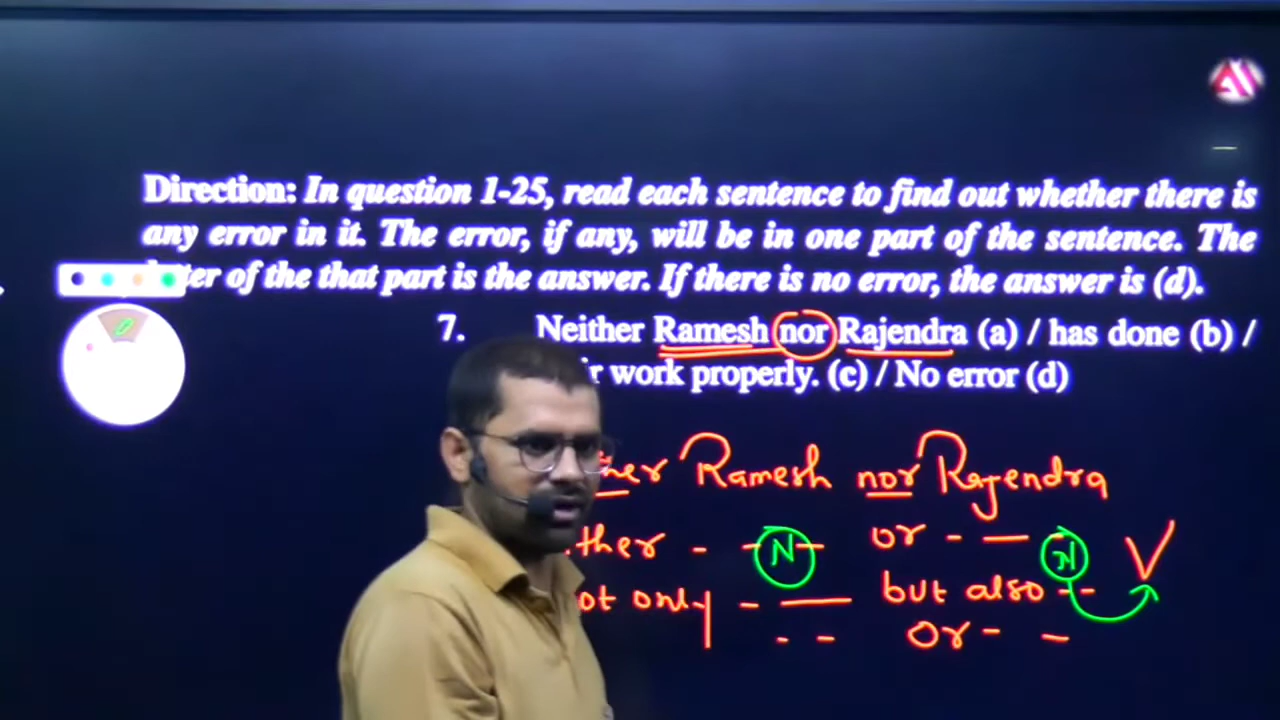 Direction: In question 1-25, read each sentence to find out whether there is
any error in it. The error, if any, will be in one part of the sentence. The
of the that part is the answer. If there is no error, the answer is (d).
7. Neither Ramesh nor Rajendra (a) / has done (b) /
work properly. (c) / No error (d)
Ramesh nor Rajendra
- - N - or - - N V
only - - but also - -
- - or - -